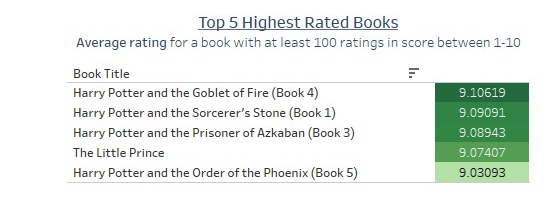 Top 5 Highest Rated Books
Average rating for a book with at least 100 ratings in score between 1-10
Book Title
Harry Potter and the Goblet of Fire (Book 4) 9.10619
Harry Potter and the Sorcerer's Stone (Book 1) 9.09091
Harry Potter and the Prisoner of Azkaban (Book 3) 9.08943
The Little Prince 9.07407
Harry Potter and the Order of the Phoenix (Book 5) 9.03093